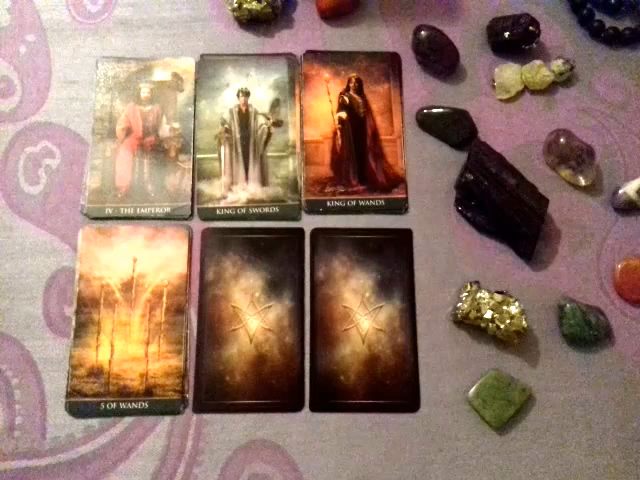 IV - THE EMPEROR
KING OF SWORDS
KING OF WANDS
5 OF WANDS